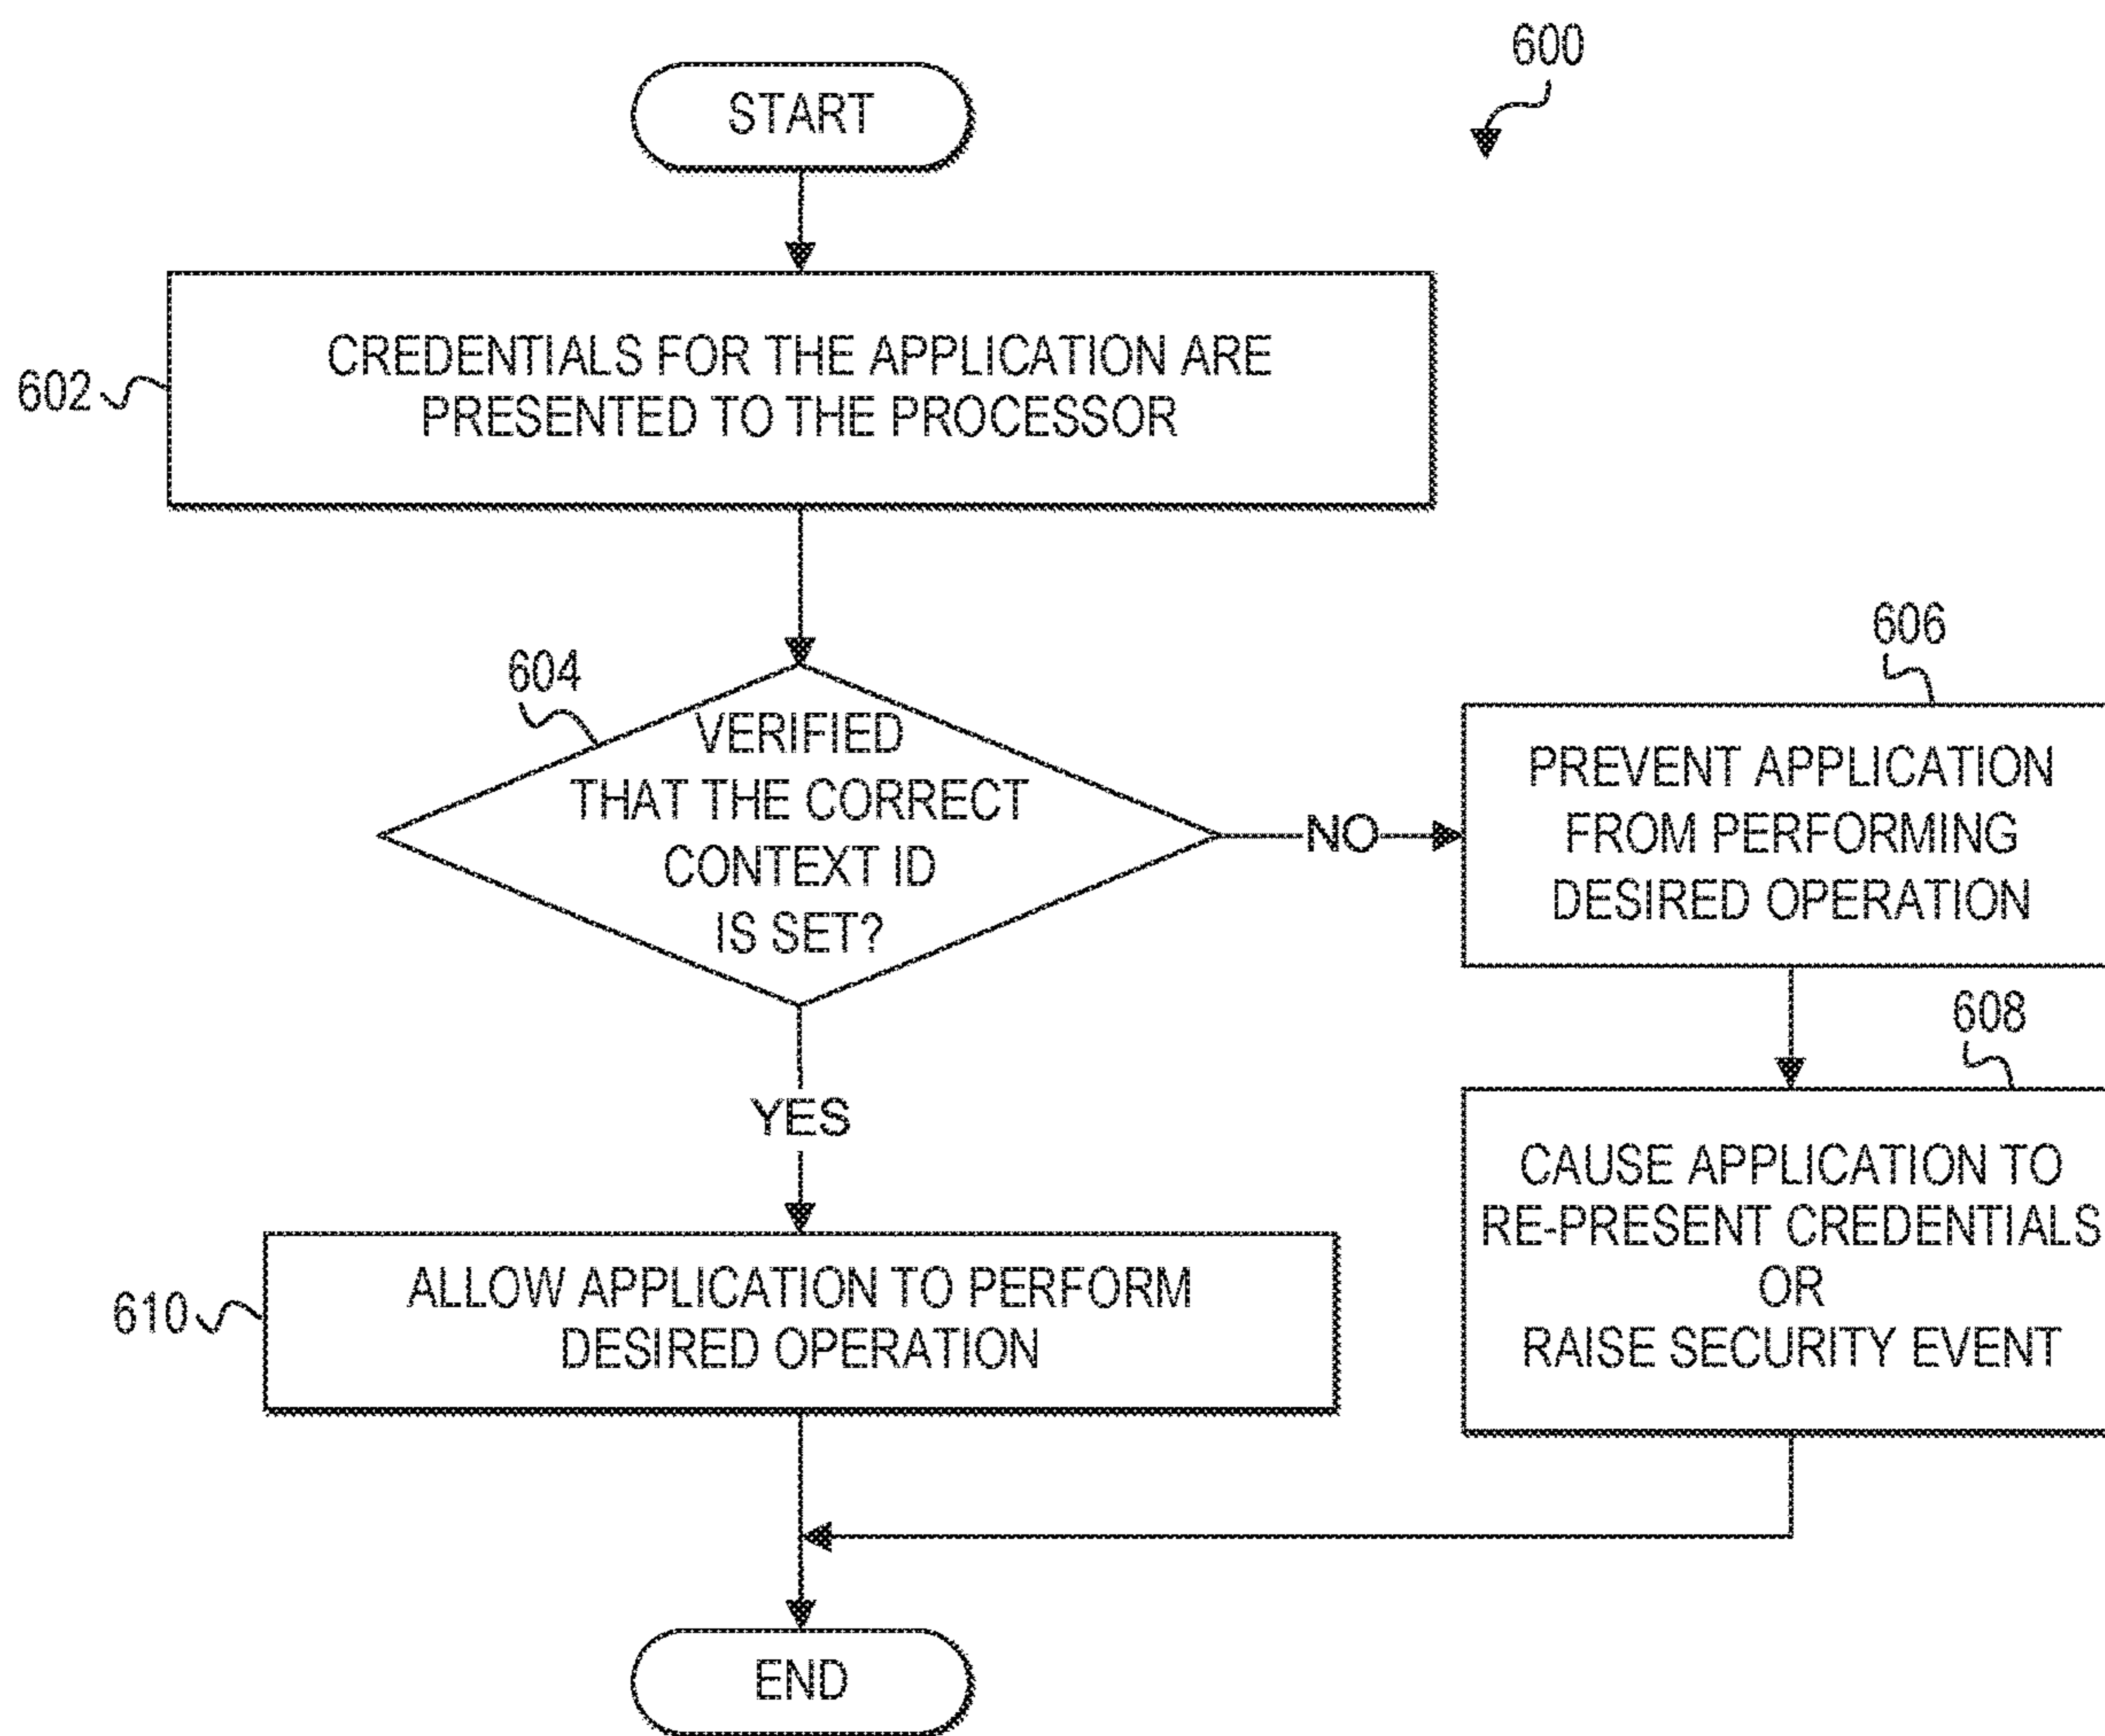 600
START
602
CREDENTIALS FOR THE APPLICATION ARE
PRESENTED TO THE PROCESSOR
604
VERIFIED
THAT THE CORRECT
CONTEXT ID
IS SET?
NO
606
PREVENT APPLICATION
FROM PERFORMING
DESIRED OPERATION
608
CAUSE APPLICATION TO
RE-PRESENT CREDENTIALS
OR
RAISE SECURITY EVENT
YES
610
ALLOW APPLICATION TO PERFORM
DESIRED OPERATION
END